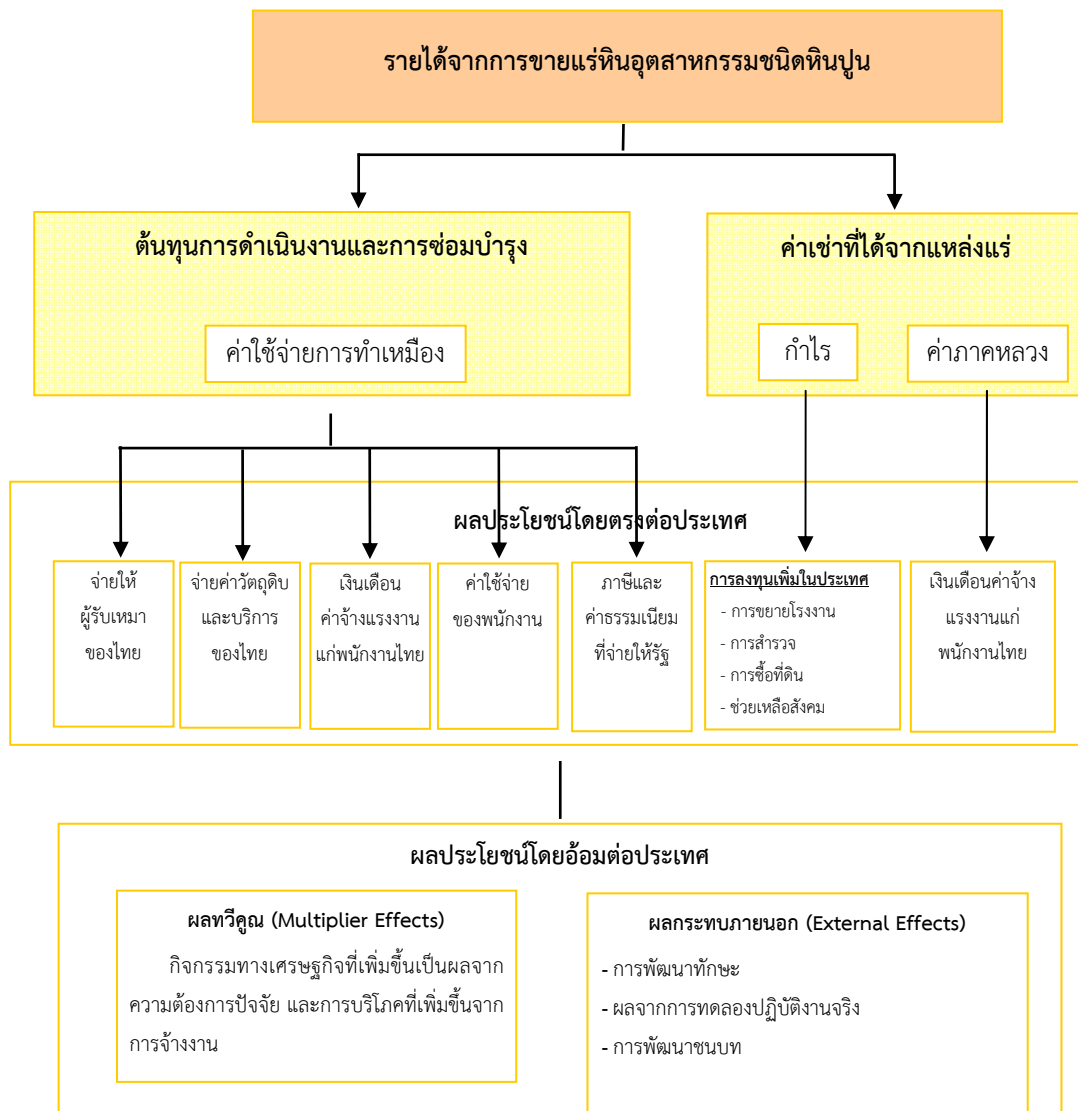 รายได้จากการขายแร่หินอุตสาหกรรมชนิดหินปูน
ต้นทุนการดำเนินงานและการซ่อมบำรุง
ค่าใช้จ่ายการทำเหมือง
ค่าเช่าที่ได้จากแหล่งแร่
กำไร
ค่าภาคหลวง
ผลประโยชน์โดยตรงต่อประเทศ
จ่ายให้
ผู้รับเหมา
ของไทย
จ่ายค่าวัตถุดิบ
และบริการ
ของไทย
เงินเดือน
ค่าจ้างแรงงาน
แก่พนักงานไทย
ค่าใช้จ่าย
ของพนักงาน
ภาษีและ
ค่าธรรมเนียม
ที่จ่ายให้รัฐ
การลงทุนเพิ่มในประเทศ
- การขยายโรงงาน
- การสำรวจ
- การซื้อที่ดิน
- ช่วยเหลือสังคม
เงินเดือนค่าจ้าง
แรงงานแก่
พนักงานไทย
ผลประโยชน์โดยอ้อมต่อประเทศ
ผลทวีคูณ (Multiplier Effects)
กิจกรรมทางเศรษฐกิจที่เพิ่มขึ้นเป็นผลจาก
ความต้องการปัจจัย และการบริโภคที่เพิ่มขึ้นจาก
การจ้างงาน
ผลกระทบภายนอก (External Effects)
- การพัฒนาทักษะ
- ผลจากการทดลองปฏิบัติงานจริง
- การพัฒนาชนบท